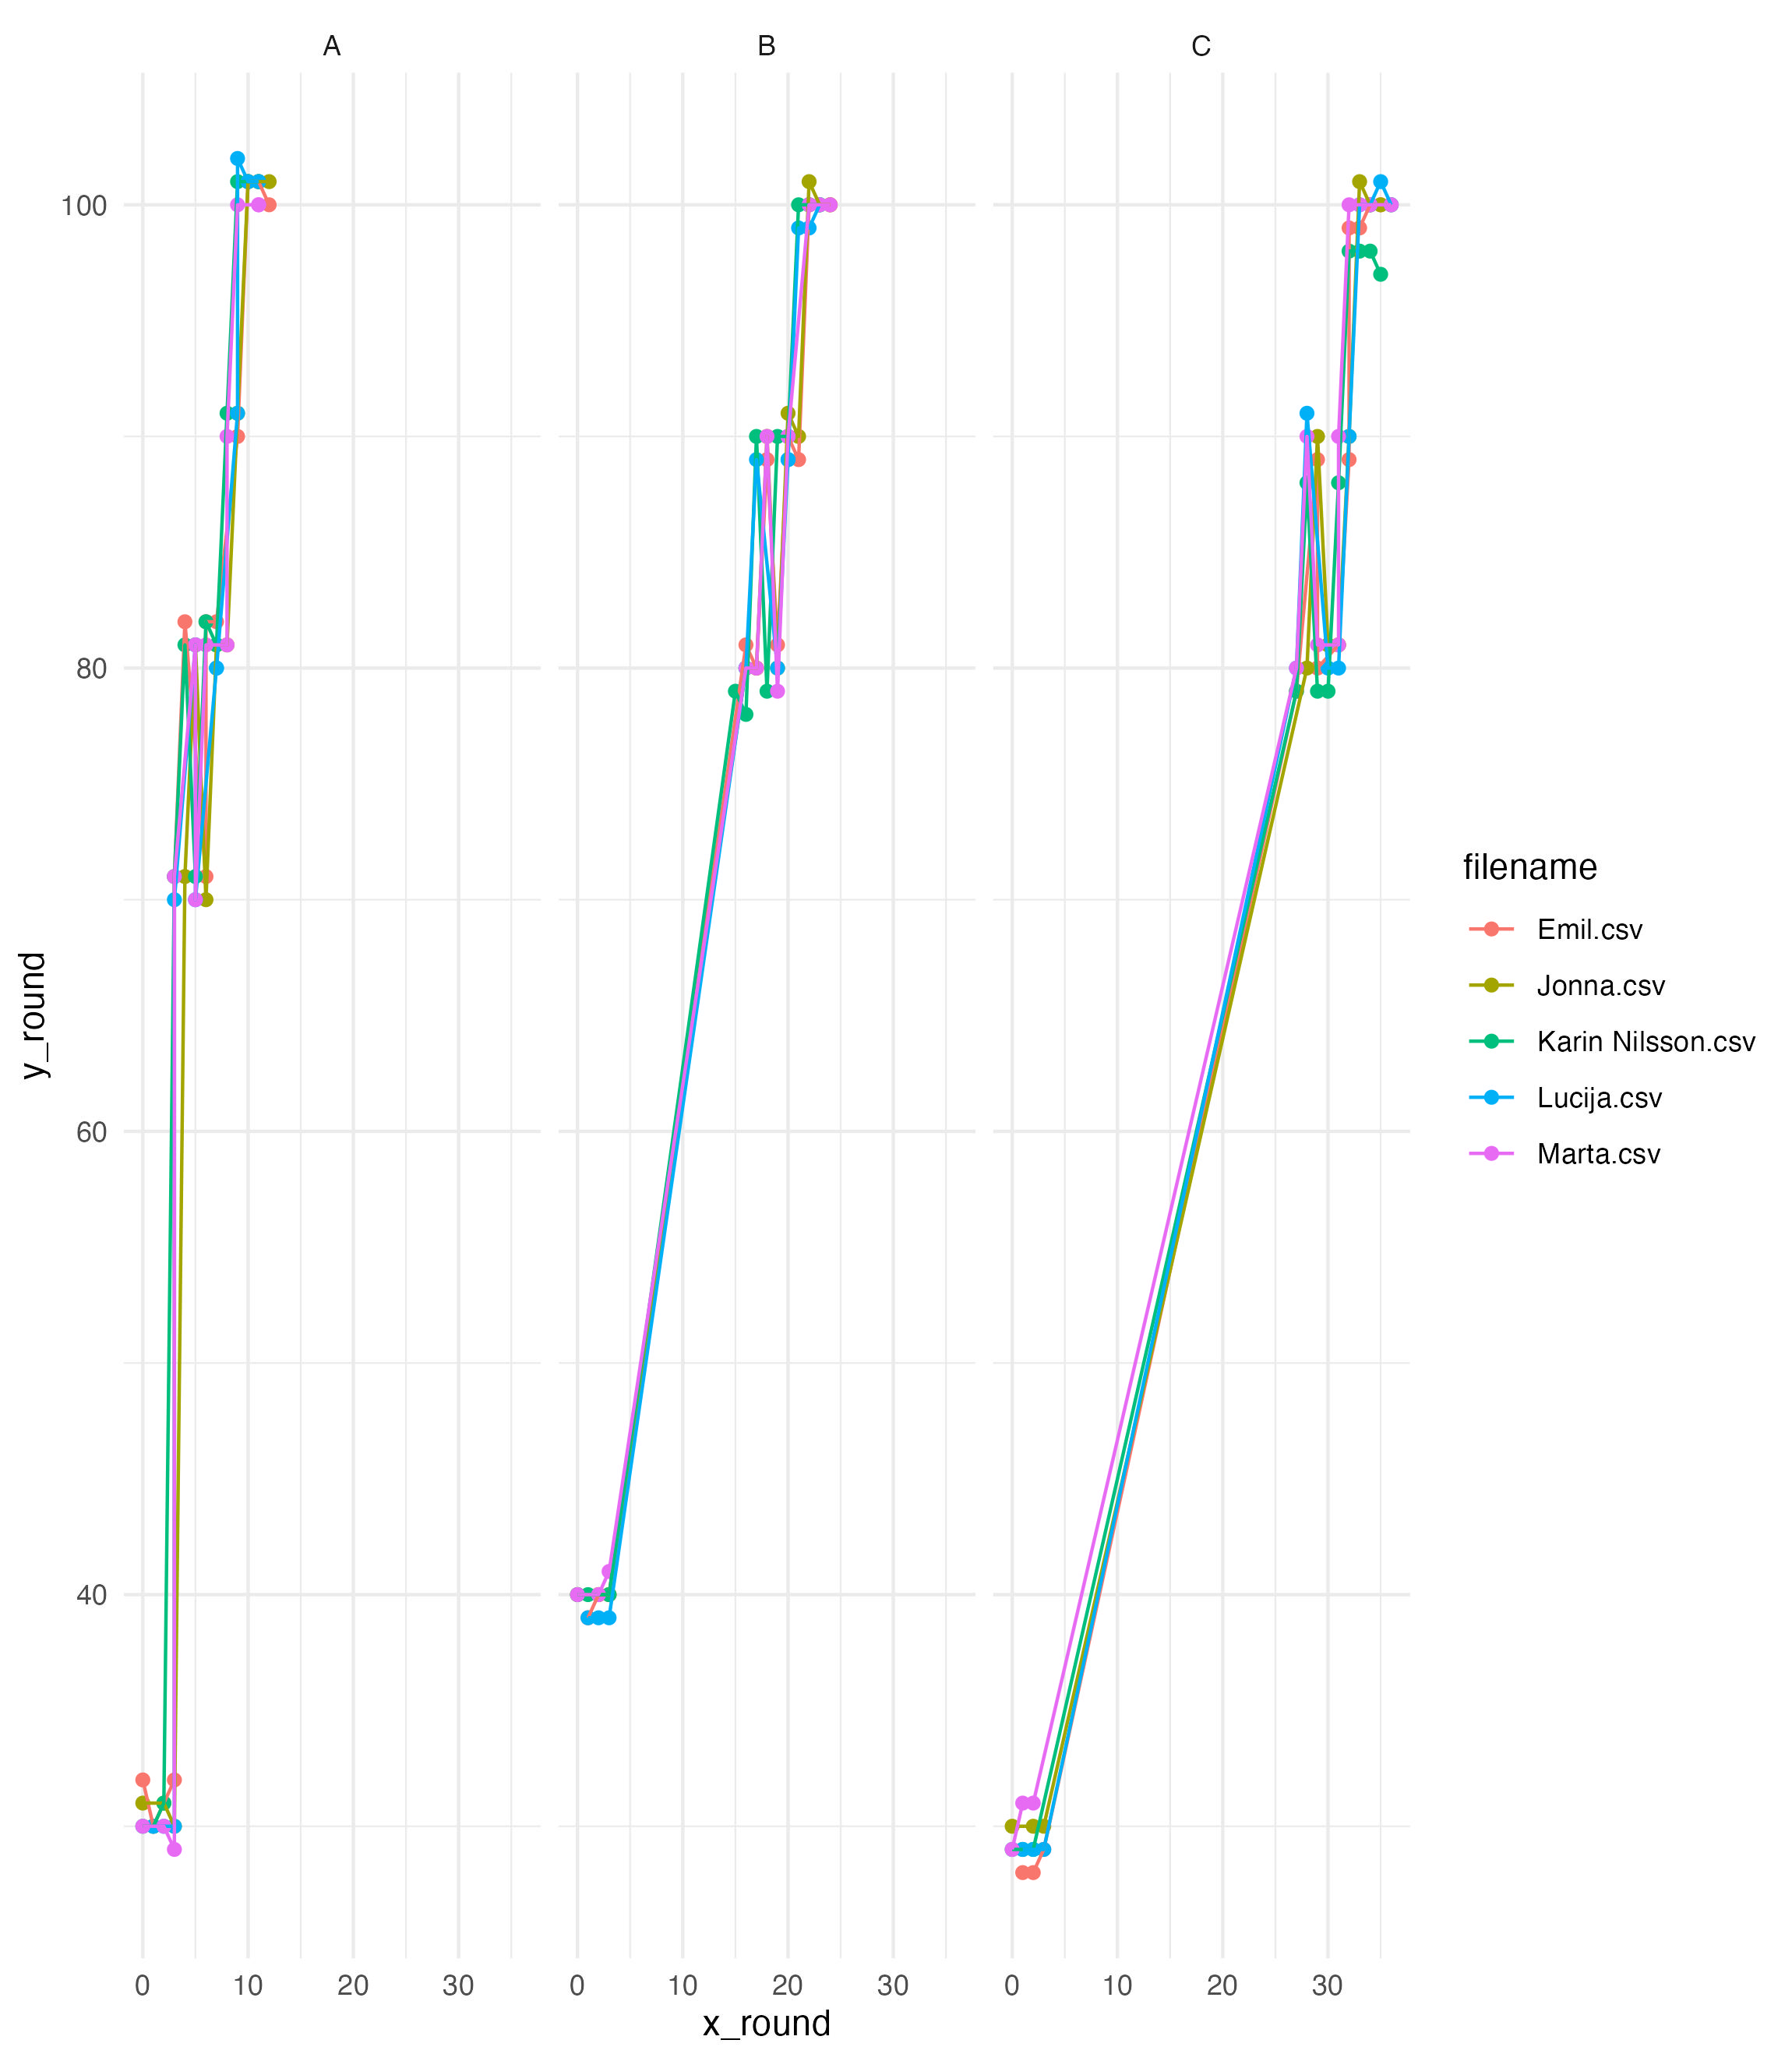 A B C
100
80
60
40
y_round
0 10 20 30 0 10 20 30 0 10 20 30
x_round
filename
Emil.csv
Jonna.csv
Karin Nilsson.csv
Lucija.csv
Marta.csv